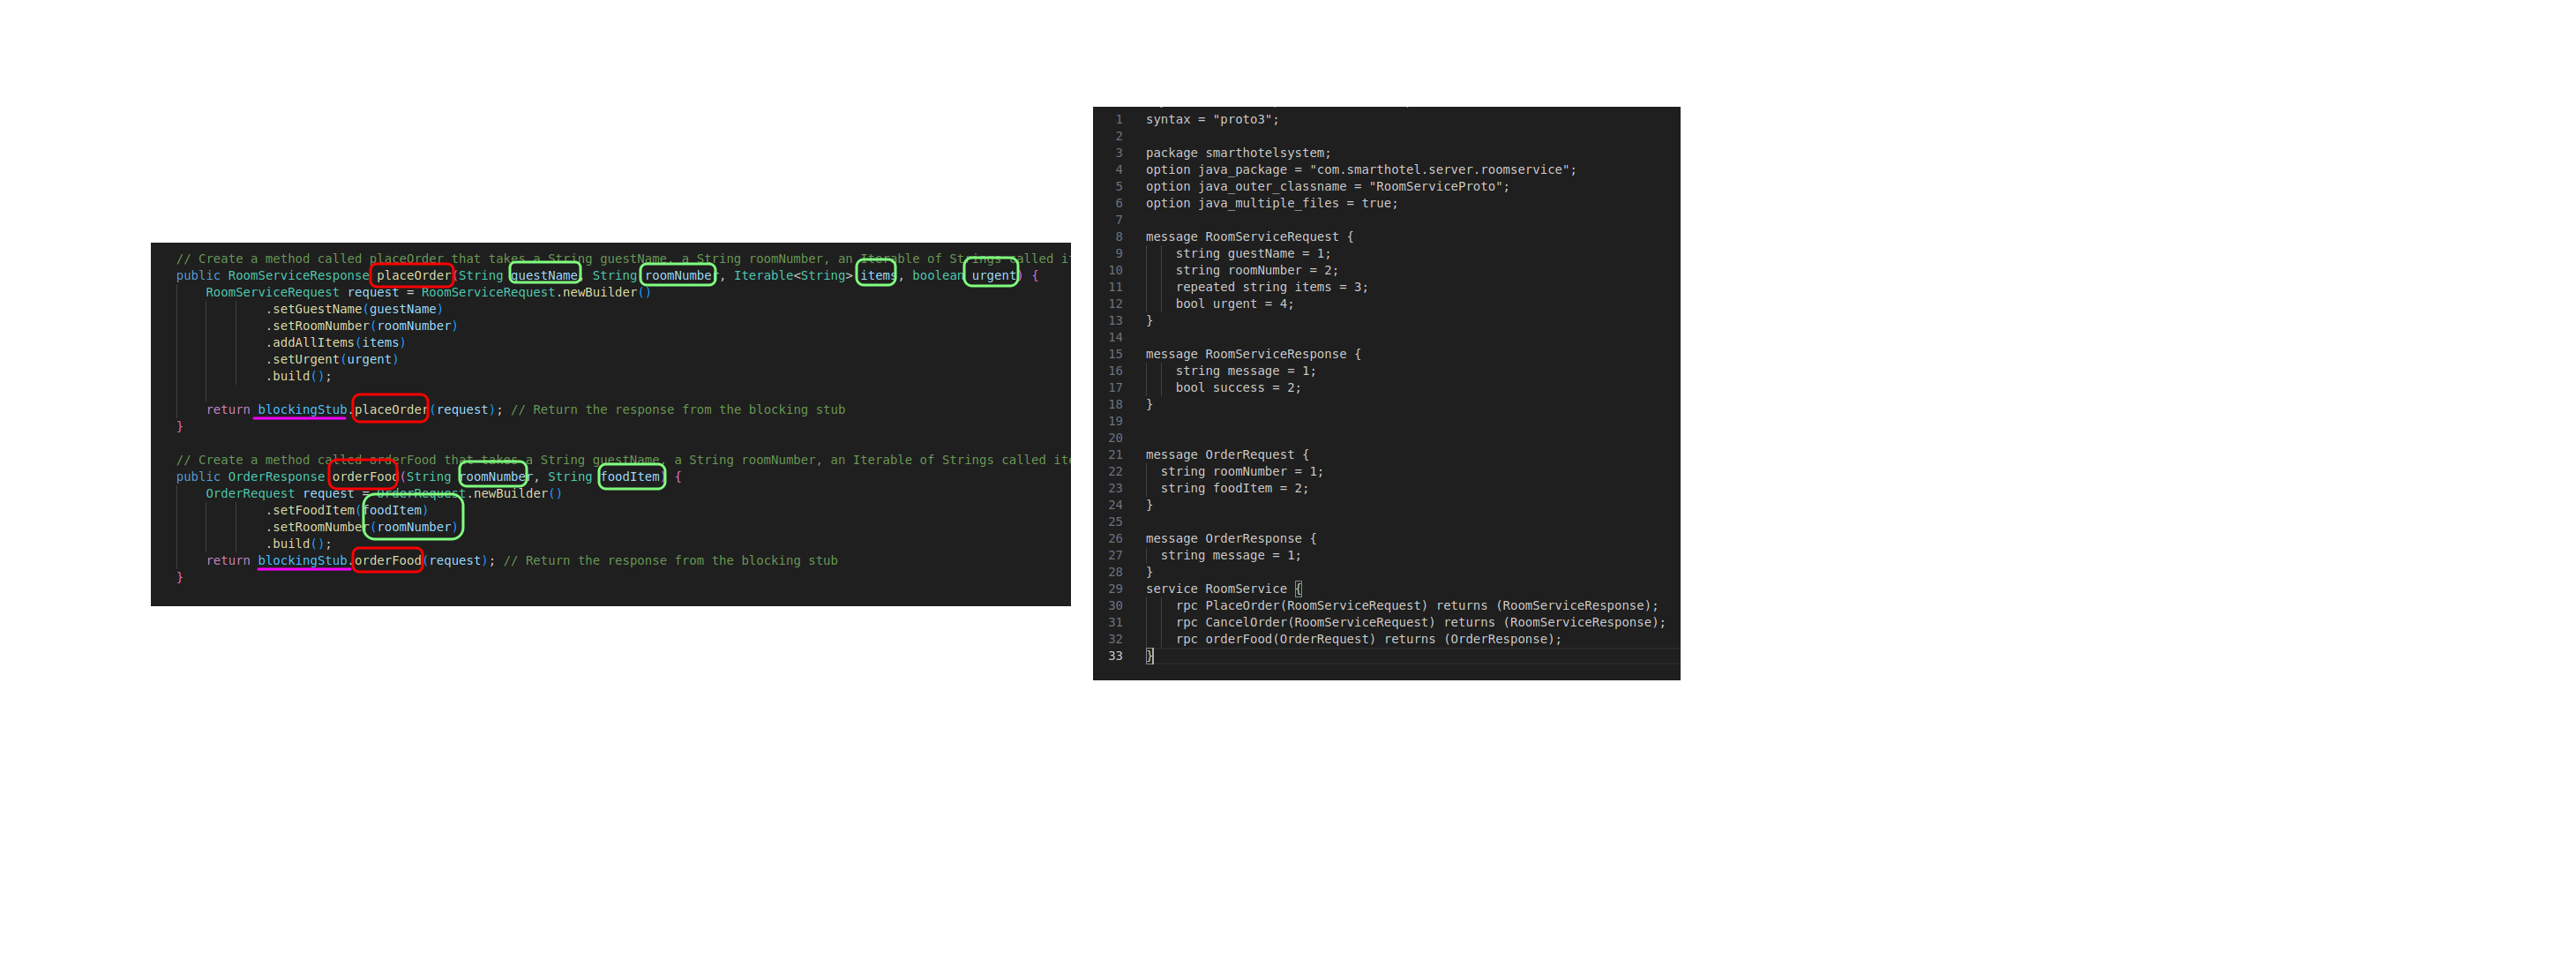 // Create a method called placeOrder that takes a String guestName, a String roomNumber, an Iterable of Strings called
public RoomServiceResponse placeOrder(String guestName, String roomNumber, Iterable<String> items, boolean urgent) {
RoomServiceRequest request = RoomServiceRequest.newBuilder()
.setGuestName(guestName)
.setRoomNumber(roomNumber)
.addAllItems(items)
.setUrgent(urgent)
.build();
return blockingStub.placeOrder(request); // Return the response from the blocking stub
}
// Create a method called orderFood that takes a String guestName, a String roomNumber, an Iterable of Strings called
public OrderResponse orderFood(String roomNumber, String foodItem) {
OrderRequest request = OrderRequest.newBuilder()
.setFoodItem(foodItem)
.setRoomNumber(roomNumber)
.build();
return blockingStub.orderFood(request); // Return the response from the blocking stub
}
1 syntax = "proto3";
2
3 package smarthotelsystem;
4 option java_package = "com.smarthotel.server.roomservice";
5 option java_outer_classname = "RoomServiceProto";
6 option java_multiple_files = true;
7
8 message RoomServiceRequest {
9 string guestName = 1;
10 string roomNumber = 2;
11 repeated string items = 3;
12 bool urgent = 4;
13 }
14
15 message RoomServiceResponse {
16 string message = 1;
17 bool success = 2;
18 }
19
20
21 message OrderRequest {
22 string roomNumber = 1;
23 string foodItem = 2;
24 }
25
26 message OrderResponse {
27 string message = 1;
28 }
29 service RoomService {
30 rpc PlaceOrder(RoomServiceRequest) returns (RoomServiceResponse);
31 rpc CancelOrder(RoomServiceRequest) returns (RoomServiceResponse);
32 rpc orderFood(OrderRequest) returns (OrderResponse);
33 }